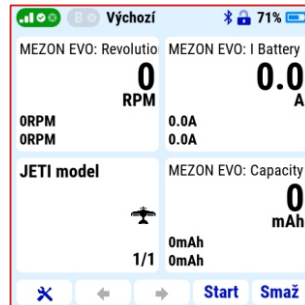 B Výchozí 71%
MEZON EVO: Revolutio
0
RPM
0RPM
0RPM
MEZON EVO: I Battery
0.0
A
0.0A
0.0A
JETI model
1/1
MEZON EVO: Capacity
0
mAh
0mAh
0mAh
Start Smaž